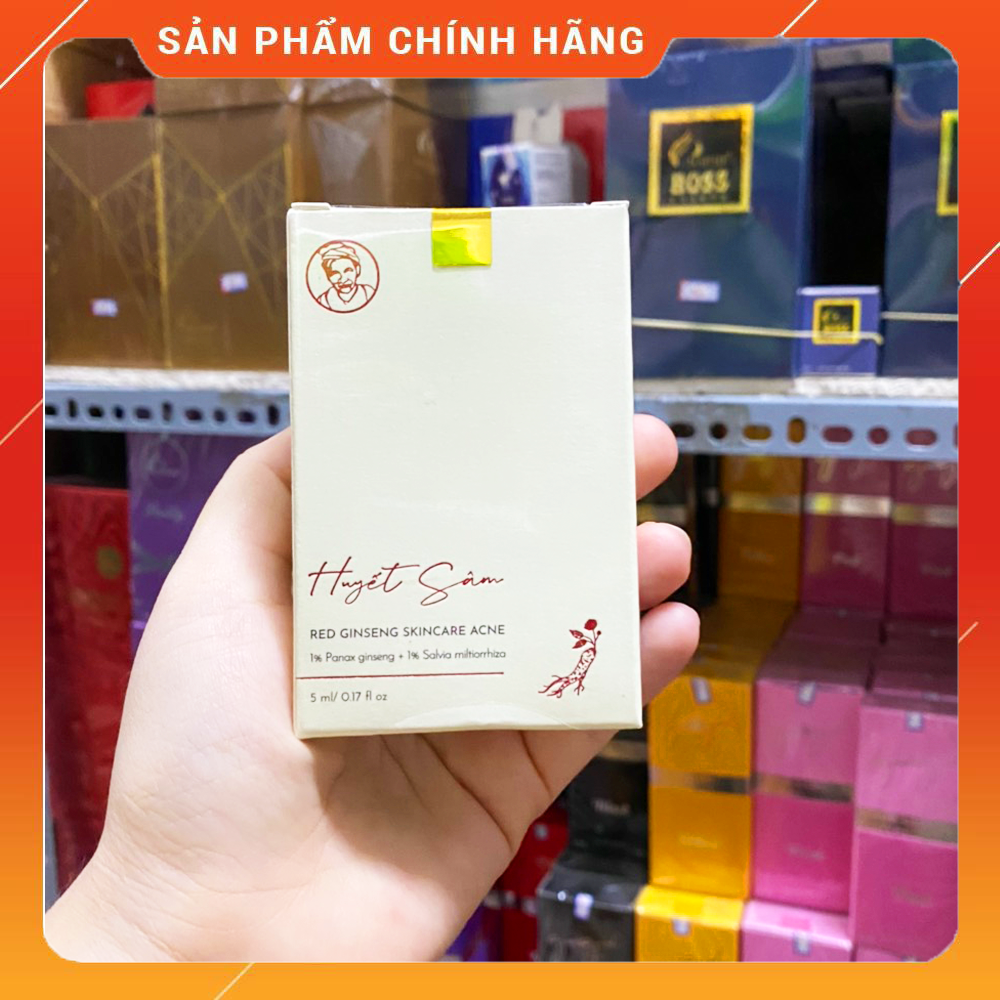 SẢN PHẨM CHÍNH HÃNG
BOSS
Huyết Sâm
RED GINSENG SKINCARE ACNE
1% Panax ginseng + 1% Salvia miltiorrhiza
5 ml/ 0.17 fl oz